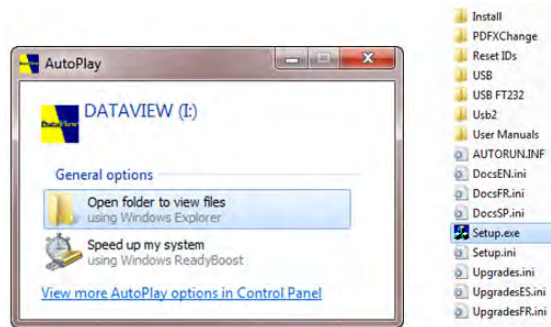 AutoPlay
DATAVIEW (I:)
General options
Open folder to view files
using Windows Explorer
Speed up my system
using Windows ReadyBoost
View more AutoPlay options in Control Panel
Install
PDFXChange
Reset IDs
USB
USB FT232
Usb2
User Manuals
AUTORUN.INF
DocsEN.ini
DocsFR.ini
DocsSP.ini
Setup.exe
Setup.ini
Upgrades.ini
UpgradesES.ini
UpgradesFR.ini